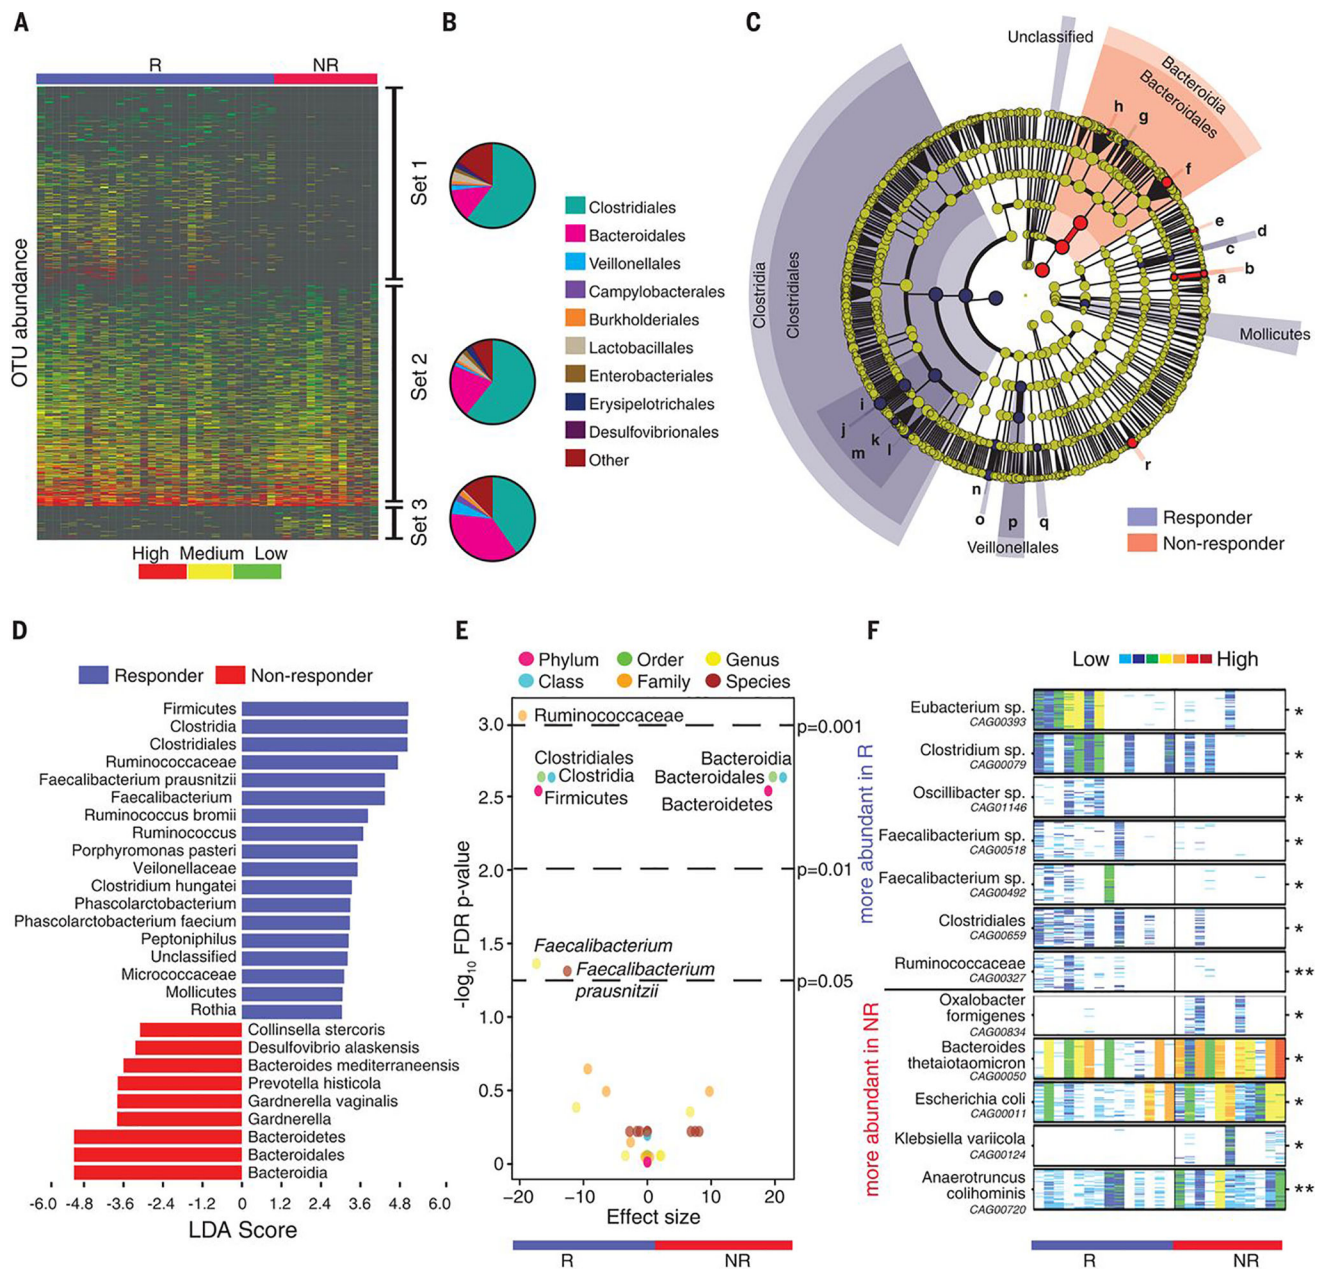 A
R
NR
OTU abundance
Set 1
Set 2
Set 3
High Medium Low
B
Clostridiales
Bacteroidales
Veillonellales
Campylobacterales
Burkholderiales
Lactobacillales
Enterobacteriales
Erysipelotrichales
Desulfovibrionales
Other
C
Unclassified
Bacteroidia
Bacteroidales
h
g
f
e
d
c
b
a
Mollicutes
Clostridia
Clostridiales
i
j
k
l
m
n
o
p
q
r
Veillonellales
Responder
Non-responder
D
Responder Non-responder
Firmicutes
Clostridia
Clostridiales
Ruminococcaceae
Faecalibacterium prausnitzii
Faecalibacterium
Ruminococcus bromii
Ruminococcus
Porphyromonas pasteri
Veilonellaceae
Clostridium hungatei
Phascolarctobacterium
Phascolarctobacterium faecium
Peptoniphilus
Unclassified
Micrococcaceae
Mollicutes
Rothia
Collinsella stercoris
Desulfovibrio alaskensis
Bacteroides mediterraneensis
Prevotella histicola
Gardnerella vaginalis
Gardnerella
Bacteroidetes
Bacteroidales
Bacteroidia
-6.0 -4.8 -3.6 -2.4 -1.2 0 1.2 2.4 3.6 4.8 6.0
LDA Score
E
Phylum Order Genus
Class Family Species
-log10 FDR p-value
3.0
2.5
2.0
1.5
1.0
0.5
0
Ruminococcaceae
p=0.001
Clostridiales
Clostridia
Firmicutes
Bacteroidia
Bacteroidales
Bacteroidetes
p=0.01
Faecalibacterium
Faecalibacterium
prausnitzii
p=0.05
−20 −10 0 10 20
Effect size
R NR
F
Low High
more abundant in R
more abundant in NR
Eubacterium sp.
CAG00393
*
Clostridium sp.
CAG00079
*
Oscillibacter sp.
CAG01146
*
Faecalibacterium sp.
CAG00518
*
Faecalibacterium sp.
CAG00492
*
Clostridiales
CAG00659
*
Ruminococcaceae
CAG00327
**
Oxalobacter
formigenes
CAG00834
*
Bacteroides
thetaiotaomicron
CAG00050
*
Escherichia coli
CAG00011
*
Klebsiella variicola
CAG00124
*
Anaerotruncus
colihominis
CAG00720
**
R NR